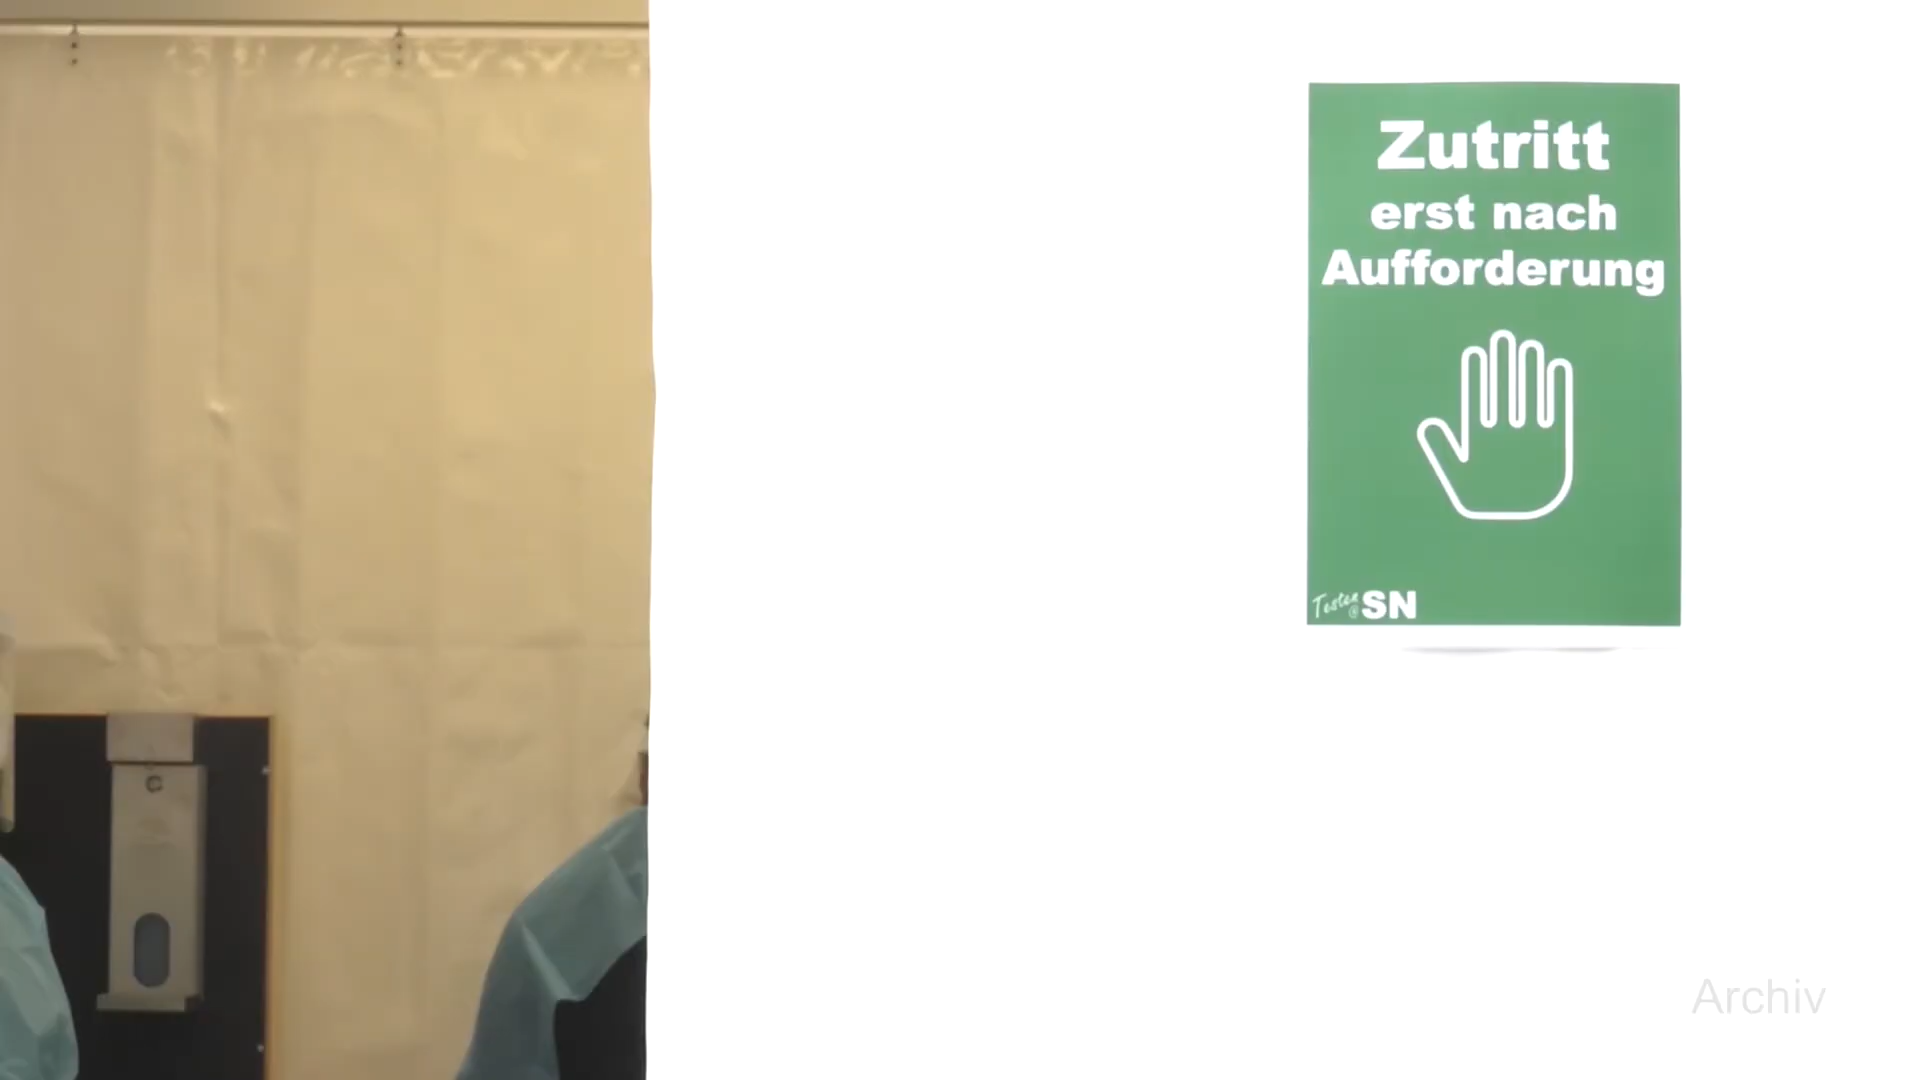 Zutritt
erst nach
Aufforderung
Testen
@SN
Archiv